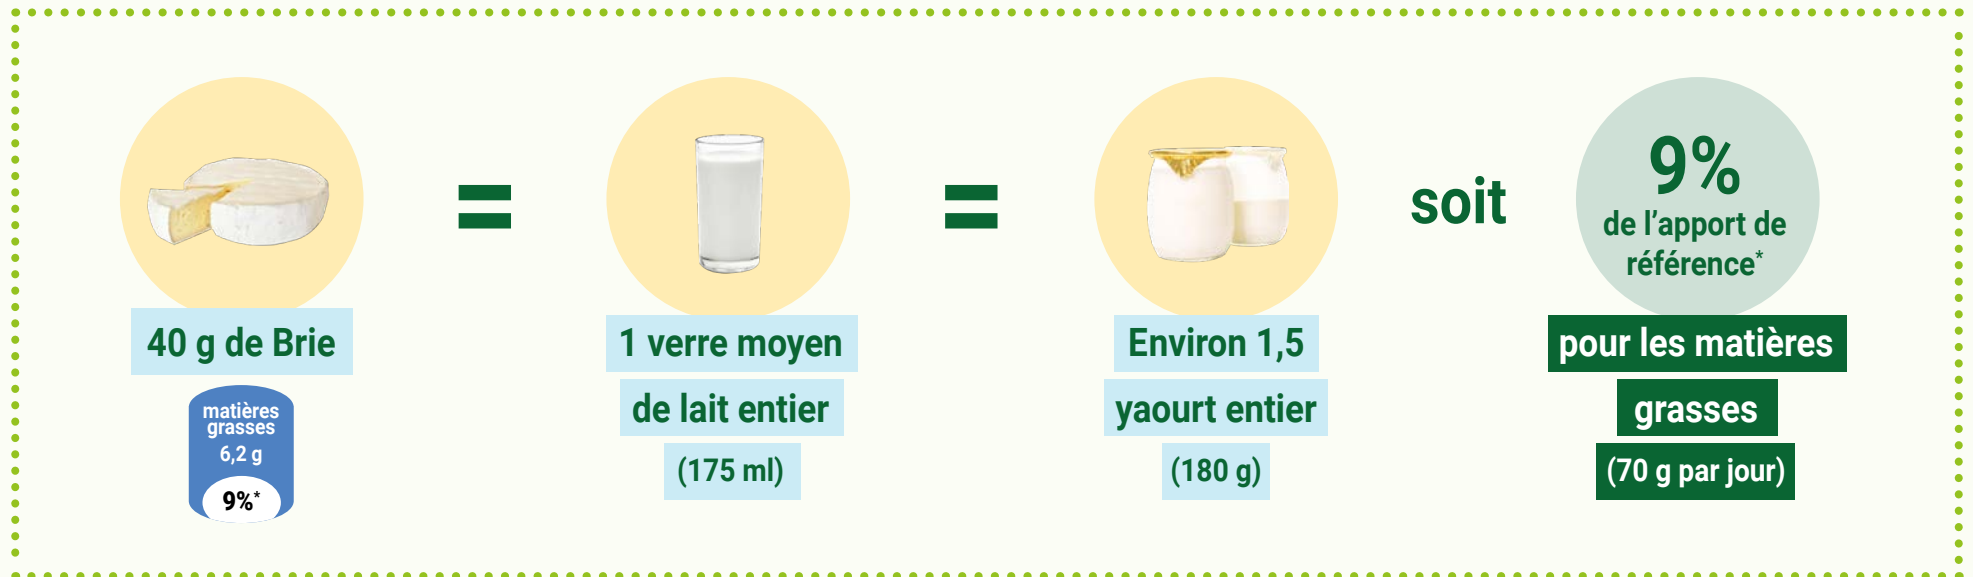 40 g de Brie
matières
grasses
6,2 g
9%*
=
1 verre moyen
de lait entier
(175 ml)
=
Environ 1,5
yaourt entier
(180 g)
soit
9%
de l’apport de
référence*
pour les matières
grasses
(70 g par jour)